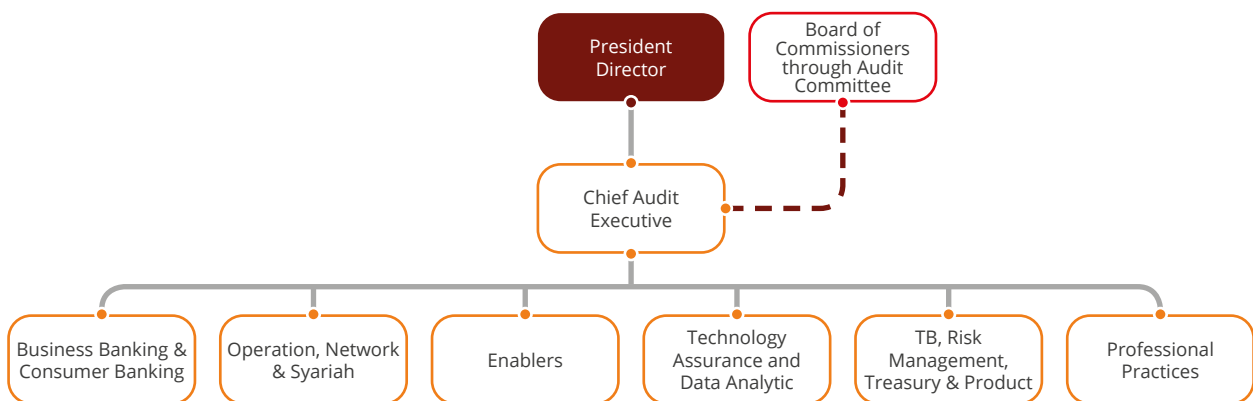 President
Director
Board of
Commissioners
through Audit
Committee
Chief Audit
Executive
Business Banking &
Consumer Banking
Operation, Network
& Syariah
Enablers
Technology
Assurance and
Data Analytic
TB, Risk
Management,
Treasury & Product
Professional
Practices